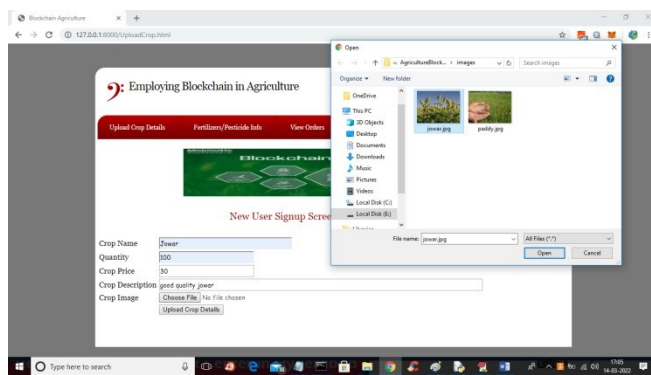 Blockchain Agriculture
127.0.0.1:8000/UploadCrop.html
Employing Blockchain in Agriculture
Upload Crop Details Fertilizers/Pesticide Info View Orders
Blockchain
New User Signup Scree
Crop Name Jowar
Quantity 100
Crop Price 30
Crop Description good quality jowar
Crop Image Choose File No file chosen
Upload Crop Details
Open
AgricultureBlock... images Search images
Organize New folder
OneDrive
This PC
3D Objects
Desktop
Documents
Downloads
Music
Pictures
Videos
Local Disk (C:)
Local Disk (E:)
jowar.jpg paddy.jpg
File name: jowar.jpg All Files (*.*)
Open Cancel
Type here to search
17:05
14-03-2022